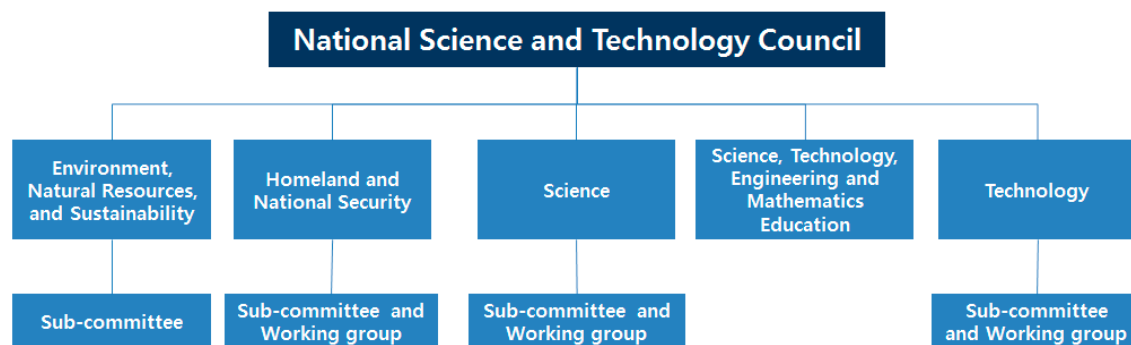 National Science and Technology Council
Environment,
Natural Resources,
and Sustainability
Homeland and
National Security
Science
Science, Technology,
Engineering and
Mathematics
Education
Technology
Sub-committee
Sub-committee and
Working group
Sub-committee and
Working group
Sub-committee
and Working group